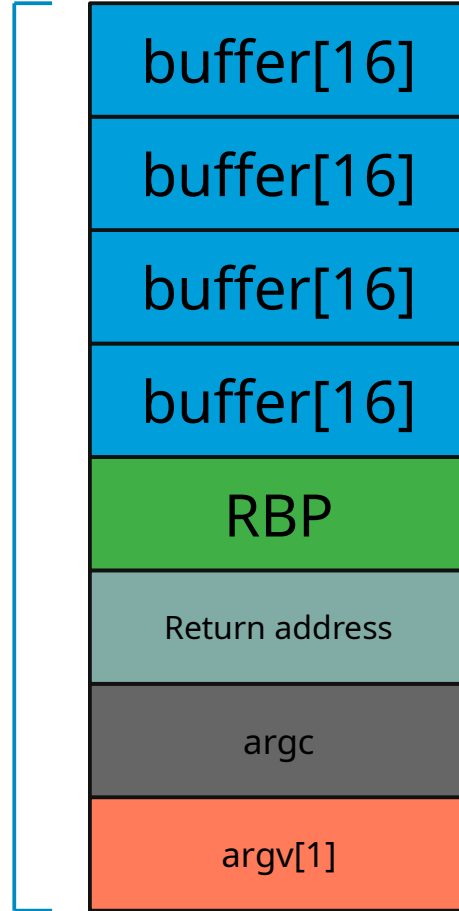 buffer[16]
buffer[16]
buffer[16]
buffer[16]
RBP
Return address
argc
argv[1]